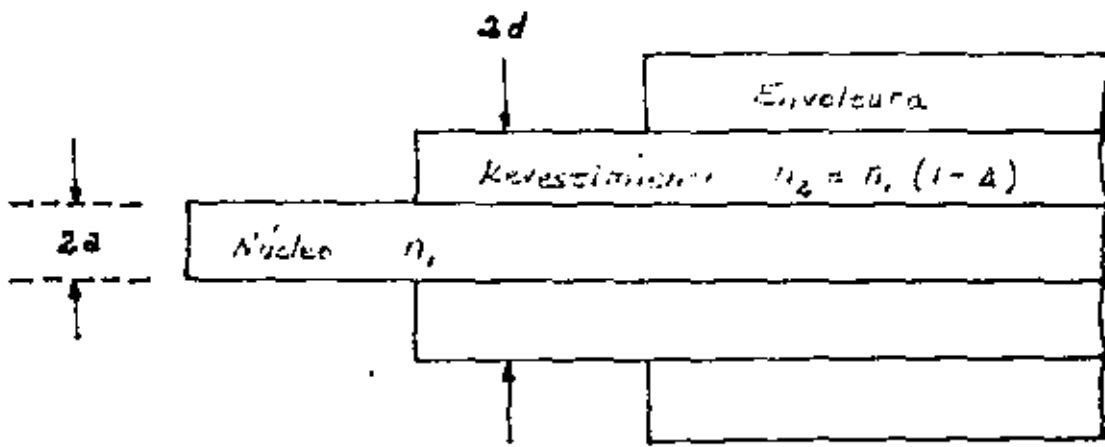 2d
Envoltura
Revestimiento n₂ = n₁ (1 - Δ)
2a
Núcleo n₁